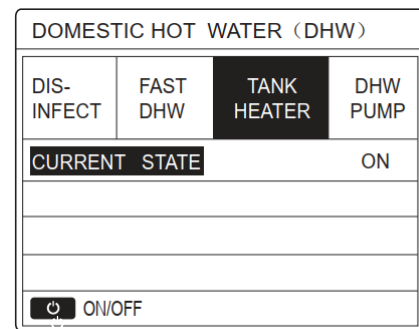 DOMESTIC HOT WATER（DHW）
DIS-
INFECT
FAST
DHW
TANK
HEATER
DHW
PUMP
CURRENT STATE ON
ON/OFF